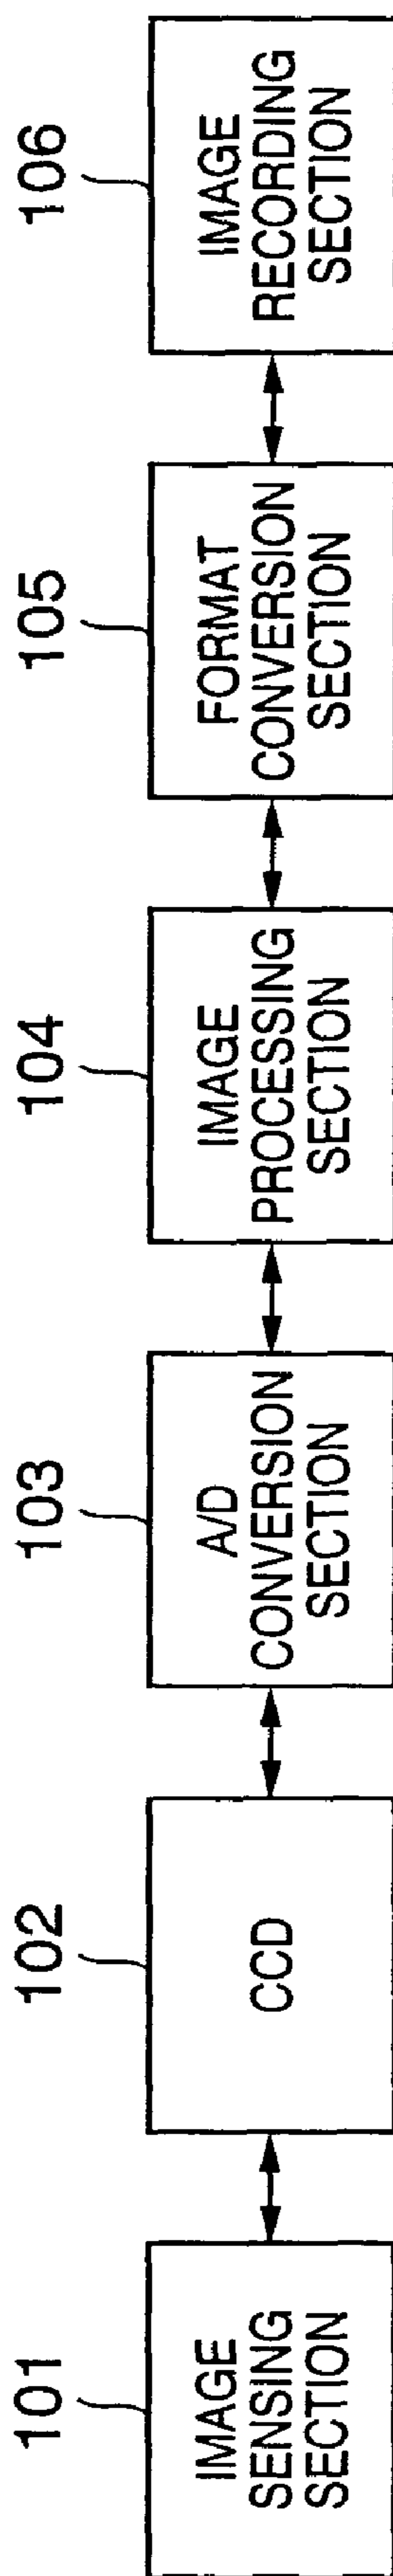 101
IMAGE
SENSING
SECTION
102
CCD
103
A/D
CONVERSION
SECTION
104
IMAGE
PROCESSING
SECTION
105
FORMAT
CONVERSION
SECTION
106
IMAGE
RECORDING
SECTION